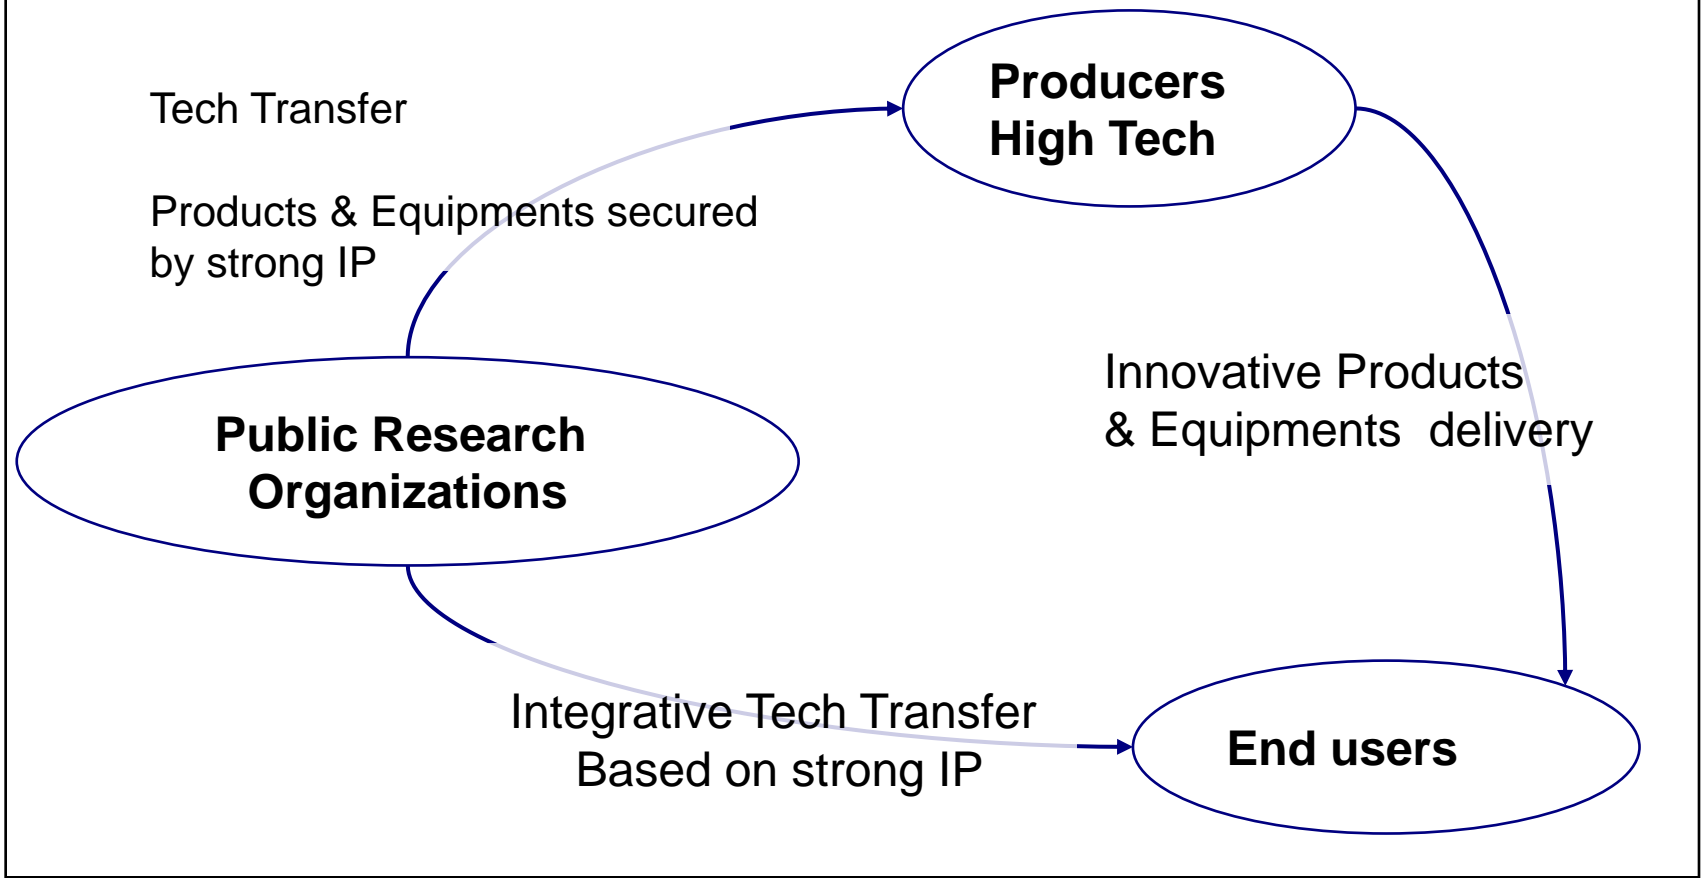 Producers
High Tech
Tech Transfer
Products & Equipments secured
by strong IP
Innovative Products
& Equipments  delivery
Public Research
Organizations
Integrative Tech Transfer
Based on strong IP
End users